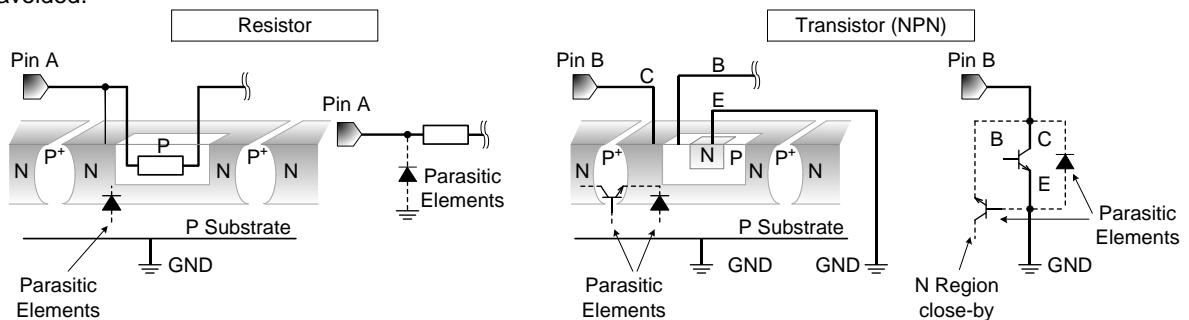 avoided.
Resistor
Transistor (NPN)
Pin A
Pin A
N
P+
N
P
P+
N
N
Parasitic
Elements
P Substrate
GND
Parasitic
Elements
Pin B
C
B
E
N
P+
N
N
P
P+
N
N
P Substrate
GND
GND
Parasitic
Elements
Pin B
B
C
E
Parasitic
Elements
GND
N Region
close-by